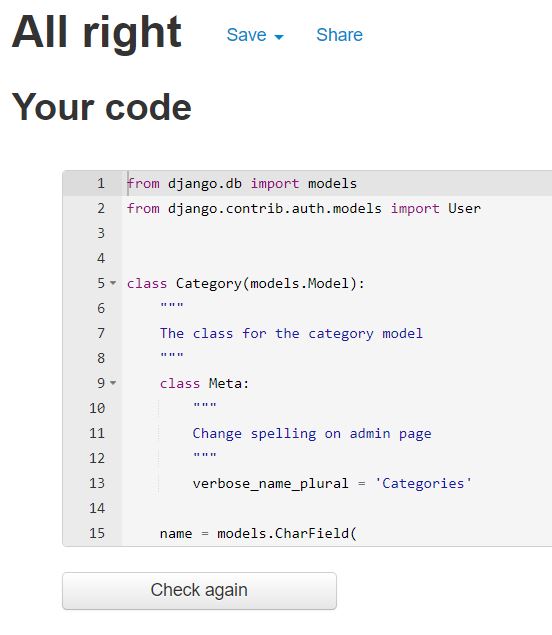 All right Save Share
Your code
1 from django.db import models
2 from django.contrib.auth.models import User
3
4
5 class Category(models.Model):
6 """
7 The class for the category model
8 """
9 class Meta:
10 """
11 Change spelling on admin page
12 """
13 verbose_name_plural = 'Categories'
14
15 name = models.CharField(
Check again